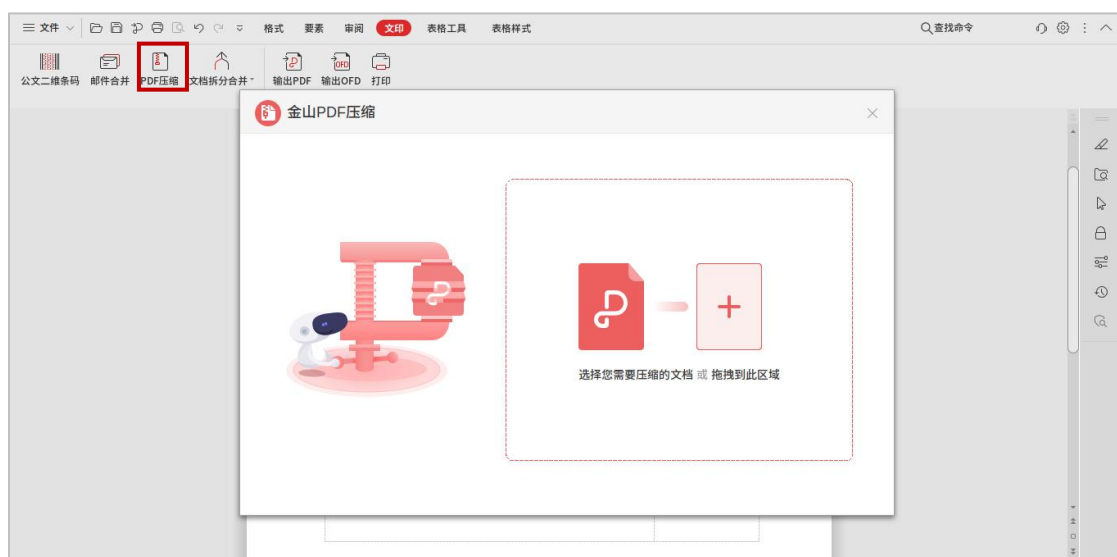 三 文件 格式 要素 审阅 文印 表格工具 表格样式 查找命令
公文二维条码 邮件合并 PDF压缩 文档拆分合并 输出PDF 输出OFD 打印
金山PDF压缩
选择您需要压缩的文档 或 拖拽到此区域